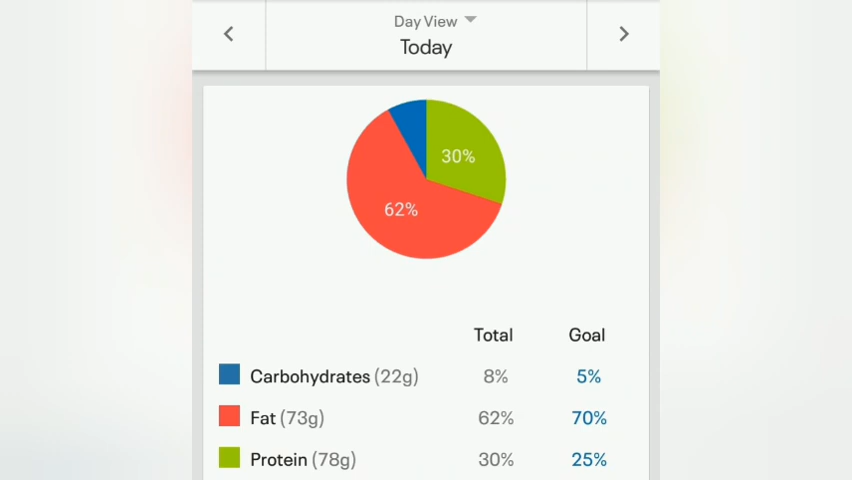 Day View
Today
30%
62%
Total Goal
Carbohydrates (22g) 8% 5%
Fat (73g) 62% 70%
Protein (78g) 30% 25%